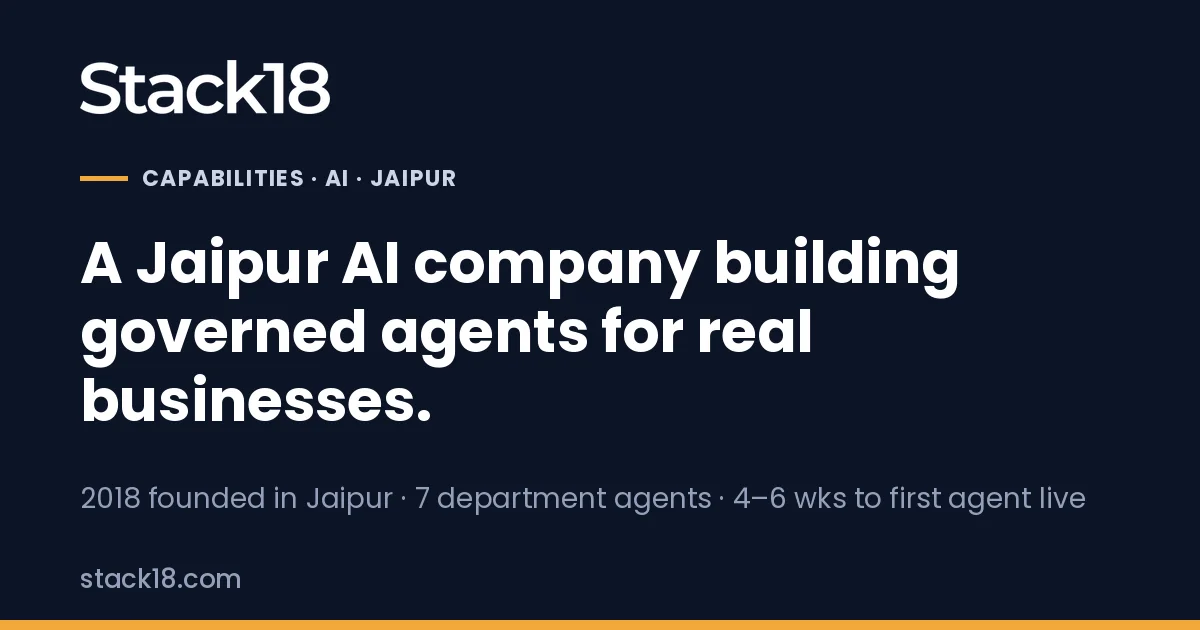 Stack18
CAPABILITIES · AI · JAIPUR
A Jaipur AI company building
governed agents for real
businesses.
2018 founded in Jaipur · 7 department agents · 4–6 wks to first agent live
stack18.com